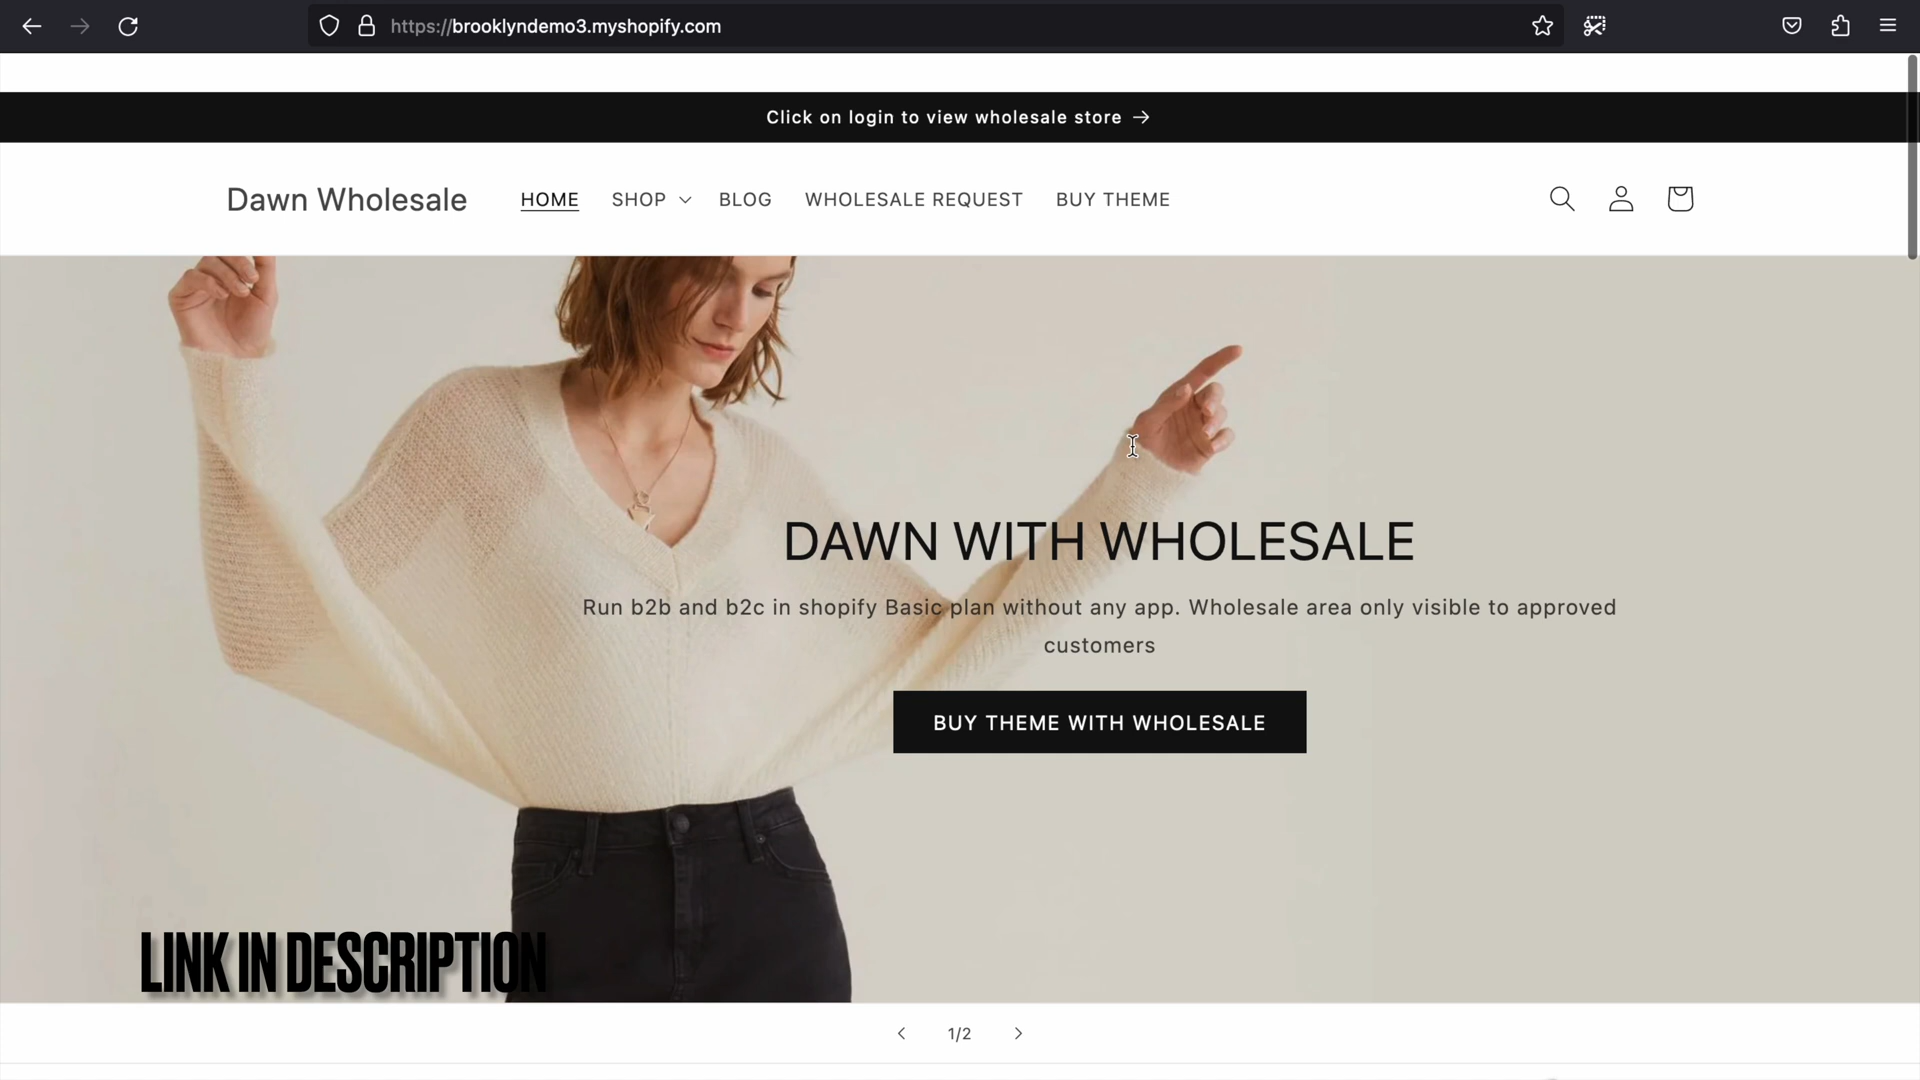 https://brooklyndemo3.myshopify.com
Click on login to view wholesale store →
Dawn Wholesale HOME SHOP BLOG WHOLESALE REQUEST BUY THEME
DAWN WITH WHOLESALE
Run b2b and b2c in shopify Basic plan without any app. Wholesale area only visible to approved
customers
BUY THEME WITH WHOLESALE
LINK IN DESCRIPTION
1/2